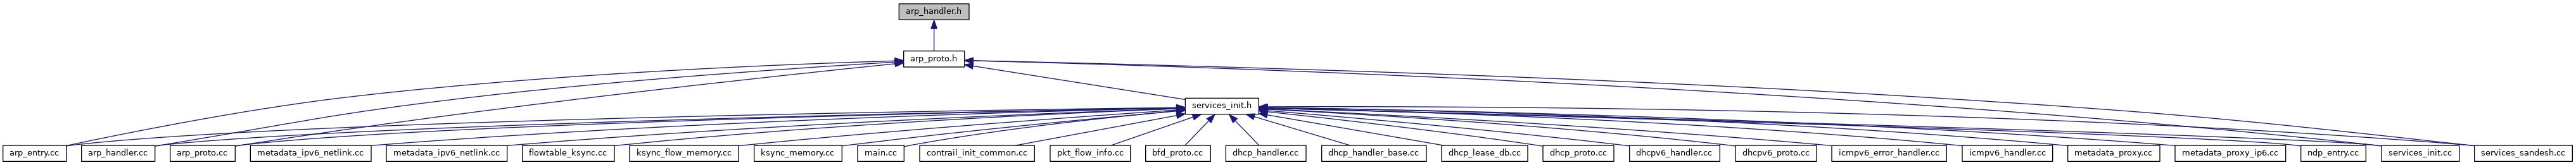 arp_handler.h
arp_proto.h
services_init.h
arp_entry.cc
arp_handler.cc
arp_proto.cc
metadata_ipv6_netlink.cc
metadata_ipv6_netlink.cc
flowtable_ksync.cc
ksync_flow_memory.cc
ksync_memory.cc
main.cc
contrail_init_common.cc
pkt_flow_info.cc
bfd_proto.cc
dhcp_handler.cc
dhcp_handler_base.cc
dhcp_lease_db.cc
dhcp_proto.cc
dhcpv6_handler.cc
dhcpv6_proto.cc
icmpv6_error_handler.cc
icmpv6_handler.cc
metadata_proxy.cc
metadata_proxy_ip6.cc
ndp_entry.cc
services_init.cc
services_sandesh.cc